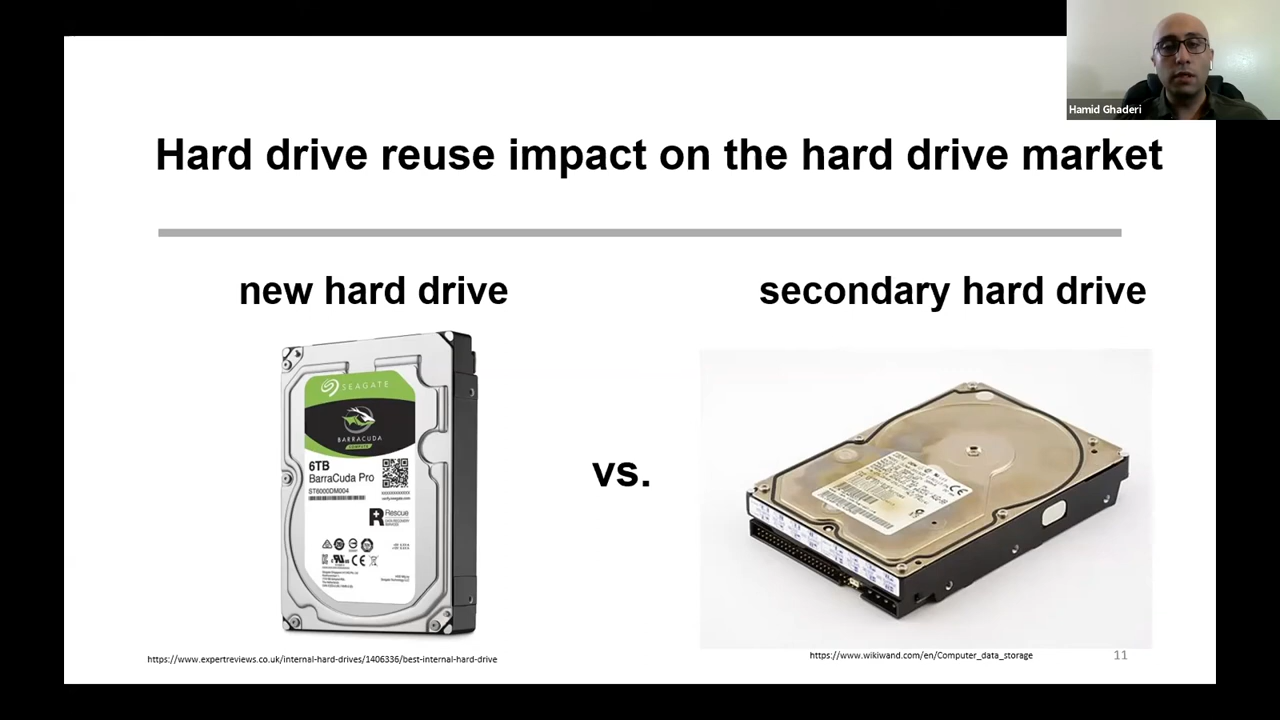 Hamid Ghaderi
Hard drive reuse impact on the hard drive market
new hard drive
secondary hard drive
SEAGATE
BARRACUDA
6TB
BarraCuda Pro
ST6000DM004
Rescue
vs.
https://www.expertreviews.co.uk/internal-hard-drives/1406336/best-internal-hard-drive
https://www.wikiwand.com/en/Computer_data_storage
11